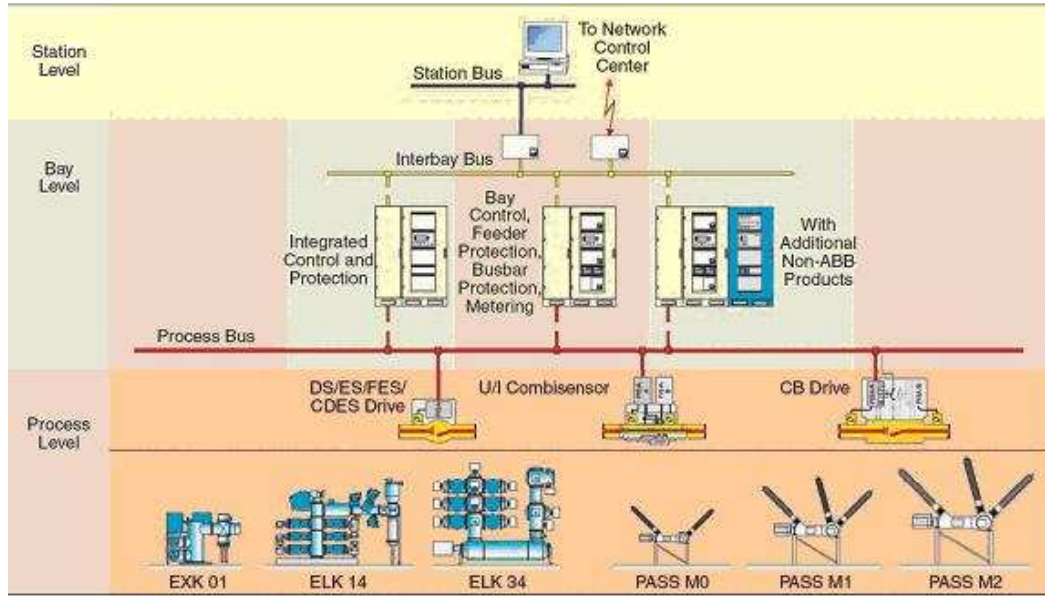 Station
Level
To Network
Control
Center
Station Bus
Bay
Level
Interbay Bus
Integrated
Control and
Protection
Bay
Control,
Feeder
Protection,
Busbar
Protection,
Metering
With
Additional
Non-ABB
Products
Process Bus
Process
Level
DS/ES/FES/
CDES Drive
U/I Combisensor
CB Drive
EXK 01
ELK 14
ELK 34
PASS M0
PASS M1
PASS M2